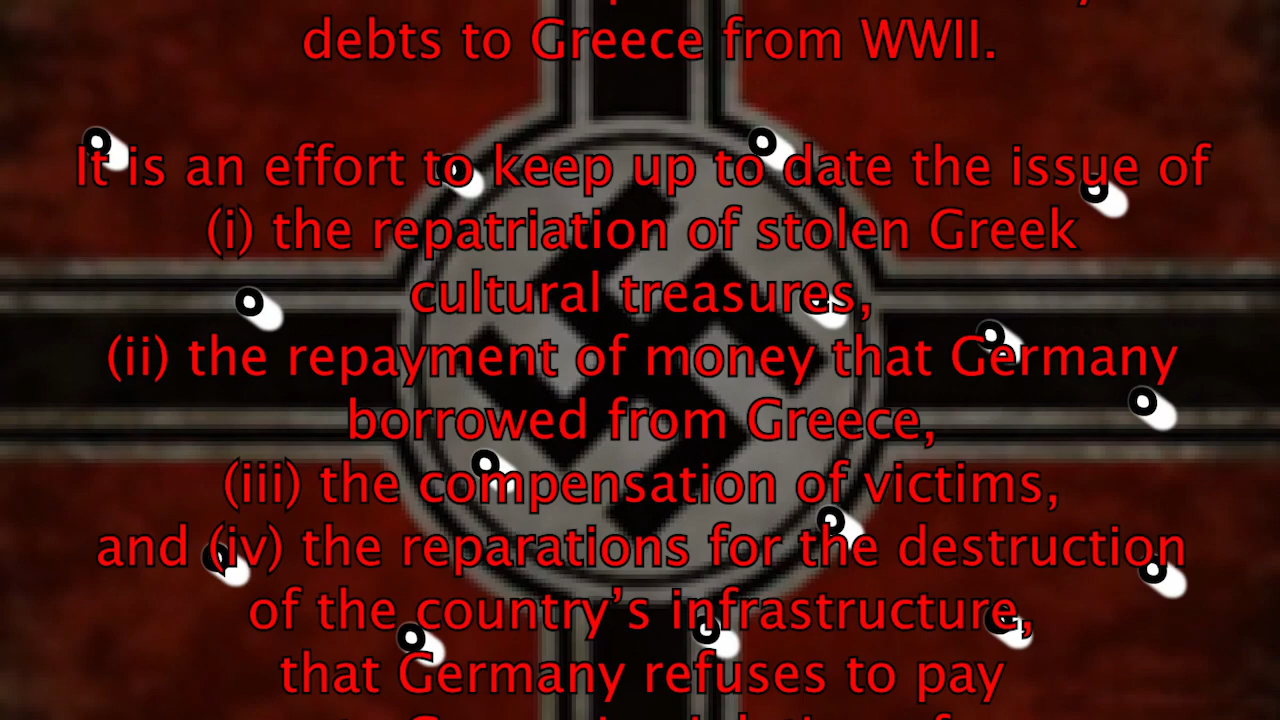 debts to Greece from WWII.
It is an effort to keep up to date the issue of
(i) the repatriation of stolen Greek
cultural treasures,
(ii) the repayment of money that Germany
borrowed from Greece,
(iii) the compensation of victims,
and (iv) the reparations for the destruction
of the country’s infrastructure,
that Germany refuses to pay